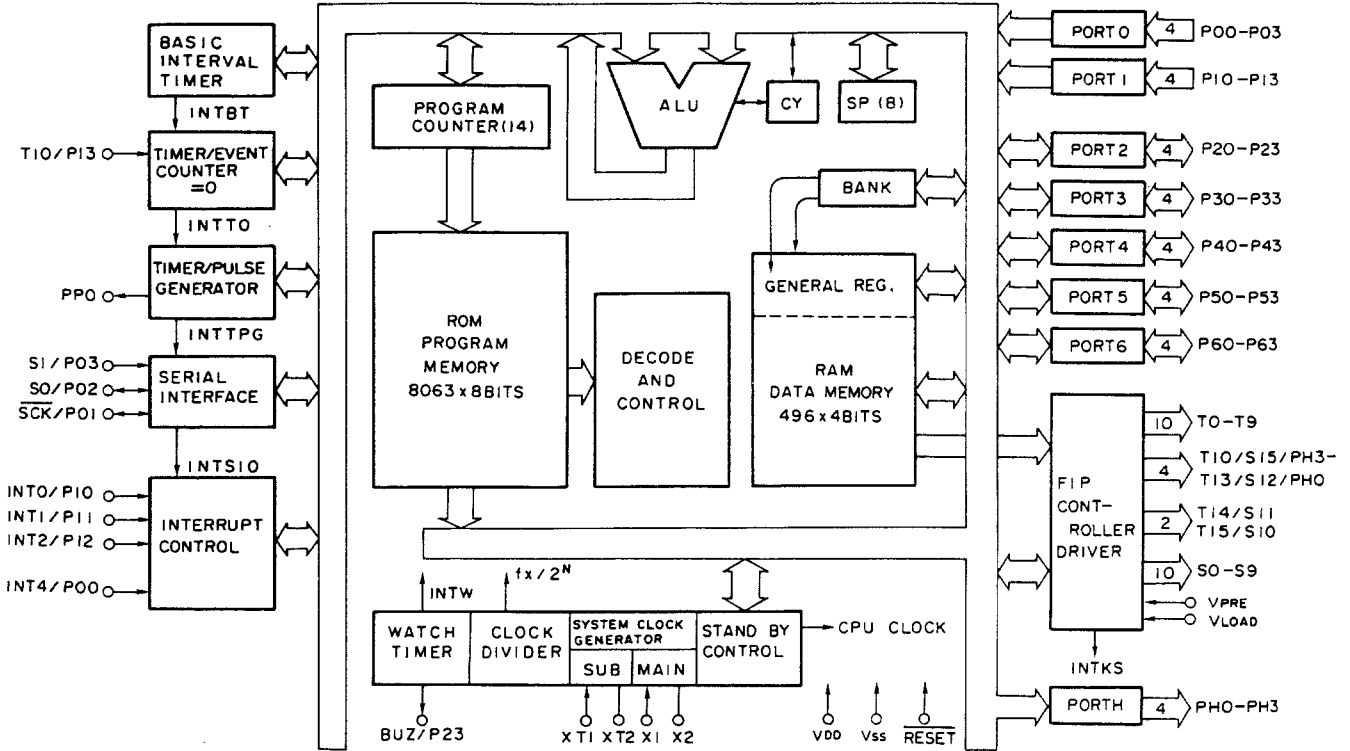 BASIC
INTERVAL
TIMER
INTBT
TI0/P13
TIMER/EVENT
COUNTER
=0
INTT0
TIMER/PULSE
GENERATOR
PPO
INTTPG
SI/P03
SO/P02
SCK/P01
SERIAL
INTERFACE
INTSIO
INT0/P10
INT1/P11
INT2/P12
INT4/P00
INTERRUPT
CONTROL
PROGRAM
COUNTER(14)
ALU
CY
SP(8)
BANK
GENERAL REG.
ROM
PROGRAM
MEMORY
8063x8BITS
DECODE
AND
CONTROL
RAM
DATA MEMORY
496x4BITS
INTW
fx/2N
WATCH
TIMER
CLOCK
DIVIDER
SYSTEM CLOCK
GENERATOR
SUB
MAIN
STAND BY
CONTROL
CPU CLOCK
BUZ/P23
XT1 XT2 X1 X2
VDD
VSS
RESET
PORT0 4 P00-P03
PORT1 4 P10-P13
PORT2 4 P20-P23
PORT3 4 P30-P33
PORT4 4 P40-P43
PORT5 4 P50-P53
PORT6 4 P60-P63
FIP
CONT-
ROLLER
DRIVER
10 T0-T9
4 T10/S15/PH3-
T13/S12/PH0
2 T14/S11
T15/S10
10 S0-S9
VPRE
VLOAD
INTKS
PORTH 4 PH0-PH3